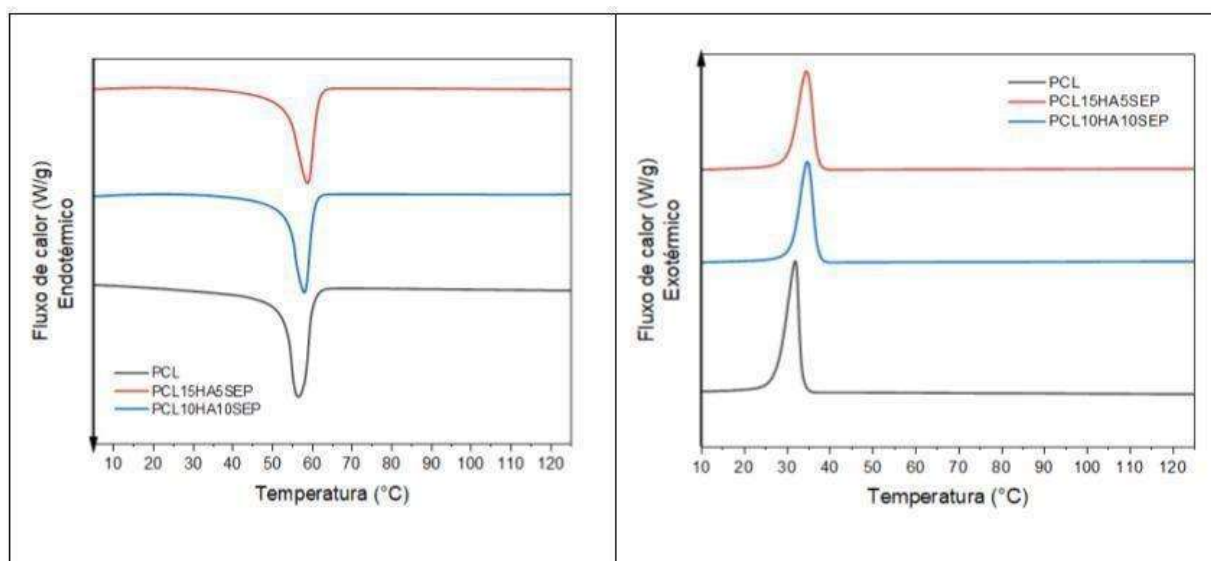 Fluxo de calor (W/g)
Endotérmico
PCL
PCL15HA5SEP
PCL10HA10SEP
10 20 30 40 50 60 70 80 90 100 110 120
Temperatura (°C)
Fluxo de calor (W/g)
Exotérmico
PCL
PCL15HA5SEP
PCL10HA10SEP
10 20 30 40 50 60 70 80 90 100 110 120
Temperatura (°C)